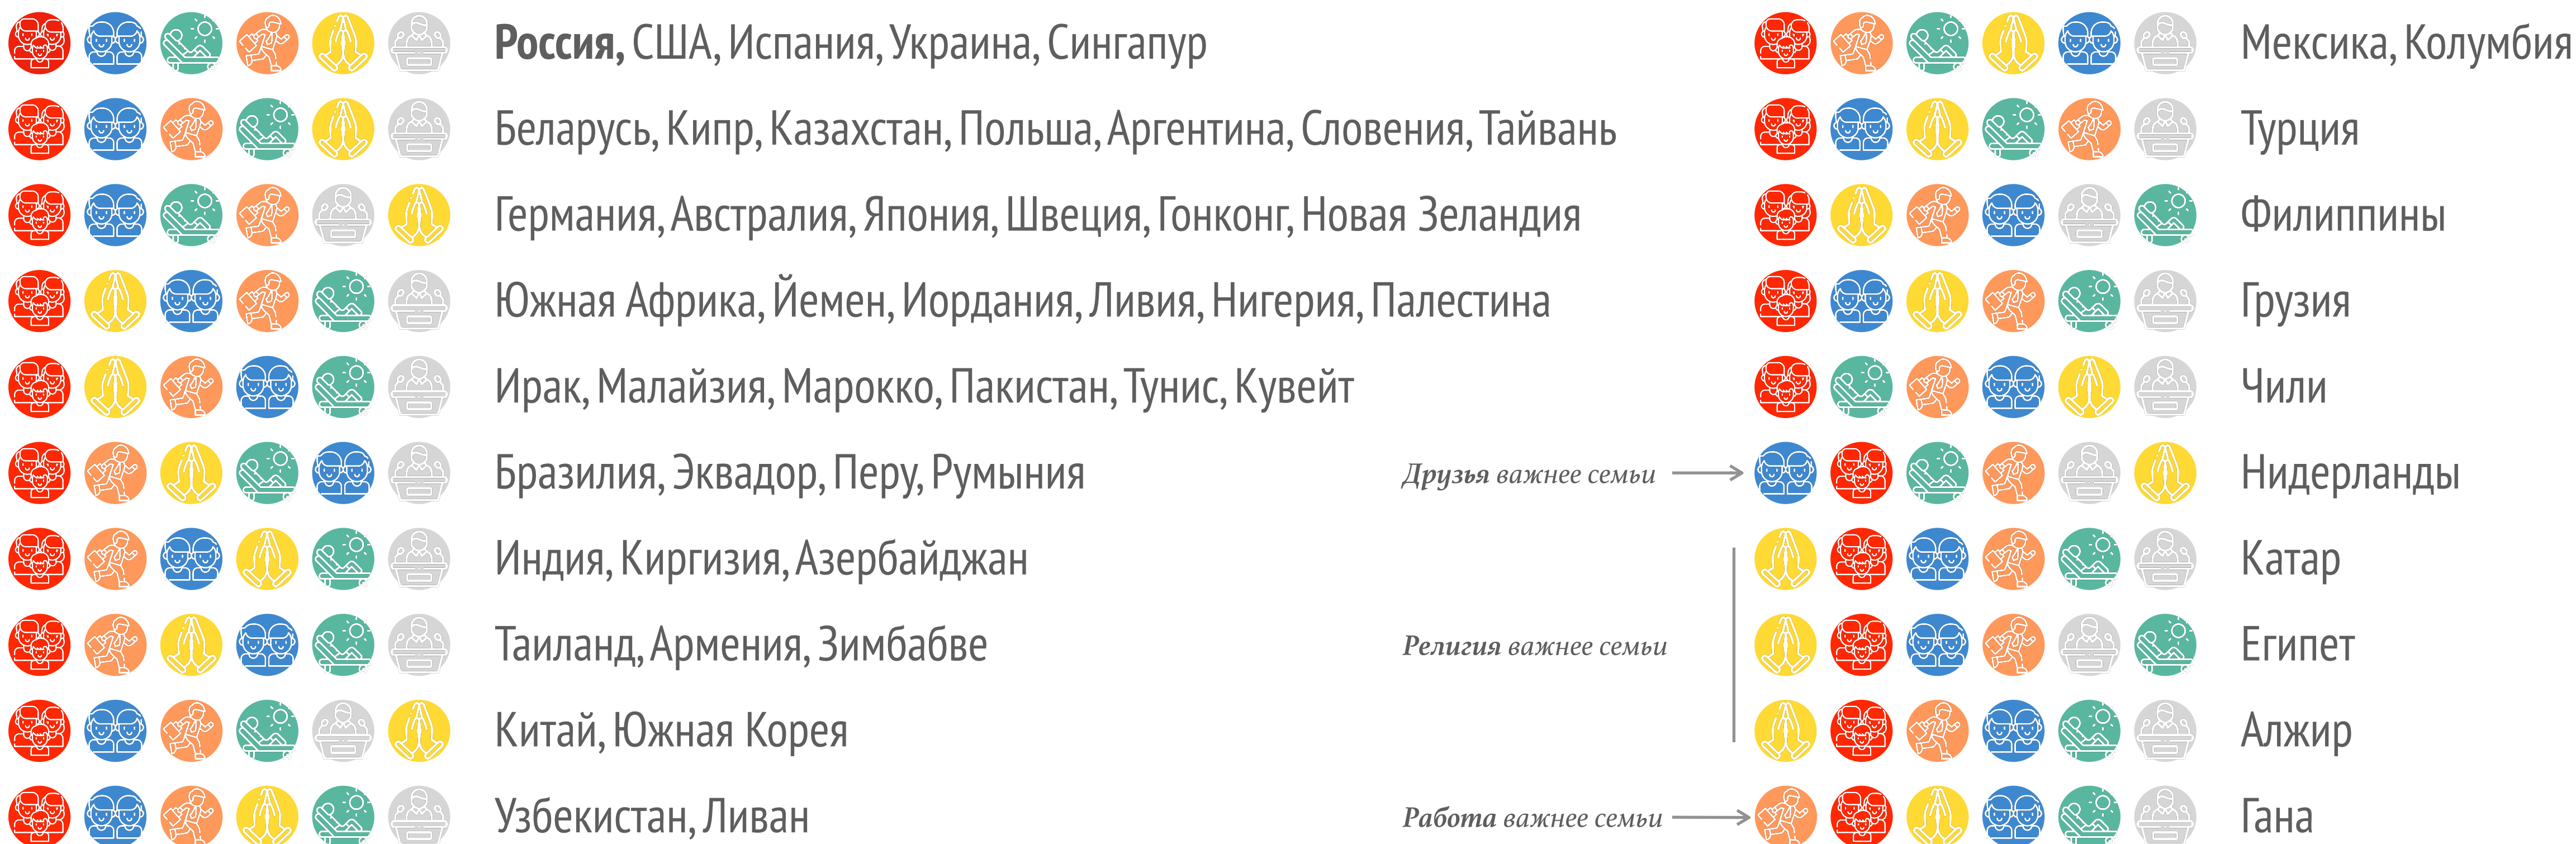 Россия, США, Испания, Украина, Сингапур
Беларусь, Кипр, Казахстан, Польша, Аргентина, Словения, Тайвань
Германия, Австралия, Япония, Швеция, Гонконг, Новая Зеландия
Южная Африка, Йемен, Иордания, Ливия, Нигерия, Палестина
Ирак, Малайзия, Марокко, Пакистан, Тунис, Кувейт
Бразилия, Эквадор, Перу, Румыния
Индия, Киргизия, Азербайджан
Таиланд, Армения, Зимбабве
Китай, Южная Корея
Узбекистан, Ливан
Мексика, Колумбия
Турция
Филиппины
Грузия
Чили
Друзья важнее семьи
Нидерланды
Катар
Религия важнее семьи
Египет
Алжир
Работа важнее семьи
Гана